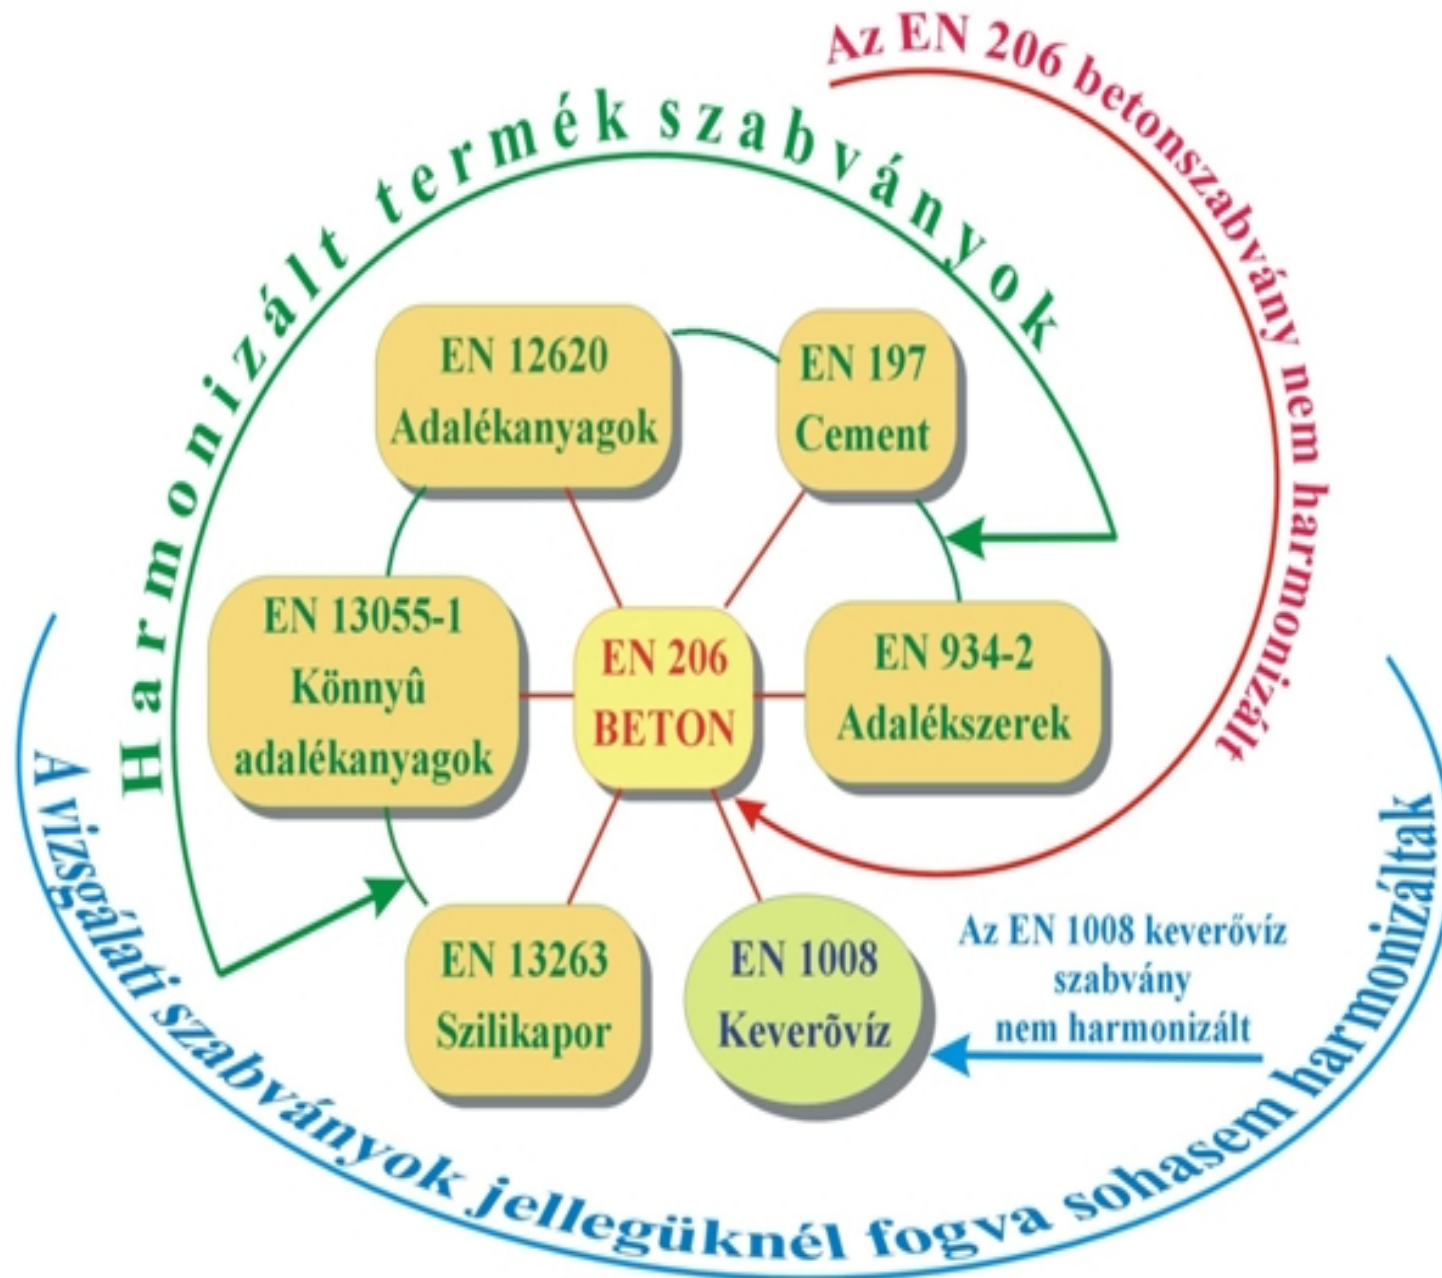 Az EN 206 betonszabvány nem harmonizált
Harmonizált termék szabványok
EN 12620
Adalékanyagok
EN 197
Cement
EN 13055-1
Könnyû
adalékanyagok
EN 206
BETON
EN 934-2
Adalékszerek
EN 13263
Szilikapor
EN 1008
Keverõvíz
Az EN 1008 keverővíz
szabvány
nem harmonizált
A vizsgálati szabványok jellegüknél fogva sohasem harmonizáltak